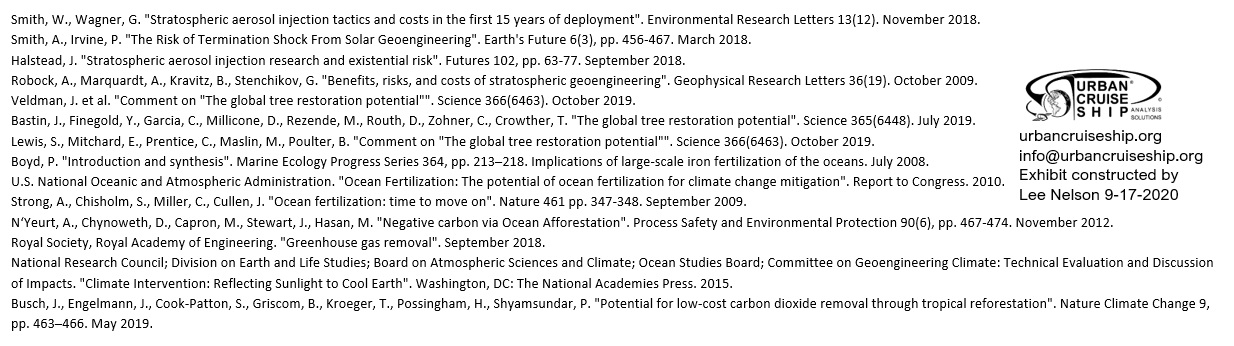 Smith, W., Wagner, G. "Stratospheric aerosol injection tactics and costs in the first 15 years of deployment". Environmental Research Letters 13(12). November 2018.
Smith, A., Irvine, P. "The Risk of Termination Shock From Solar Geoengineering". Earth's Future 6(3), pp. 456-467. March 2018.
Halstead, J. "Stratospheric aerosol injection research and existential risk". Futures 102, pp. 63-77. September 2018.
Robock, A., Marquardt, A., Kravitz, B., Stenchikov, G. "Benefits, risks, and costs of stratospheric geoengineering". Geophysical Research Letters 36(19). October 2009.
Veldman, J. et al. "Comment on "The global tree restoration potential"". Science 366(6463). October 2019.
Bastin, J., Finegold, Y., Garcia, C., Millicone, D., Rezende, M., Routh, D., Zohner, C., Crowther, T. "The global tree restoration potential". Science 365(6448). July 2019.
Lewis, S., Mitchard, E., Prentice, C., Maslin, M., Poulter, B. "Comment on "The global tree restoration potential"". Science 366(6463). October 2019.
Boyd, P. "Introduction and synthesis". Marine Ecology Progress Series 364, pp. 213–218. Implications of large-scale iron fertilization of the oceans. July 2008.
U.S. National Oceanic and Atmospheric Administration. "Ocean Fertilization: The potential of ocean fertilization for climate change mitigation". Report to Congress. 2010.
Strong, A., Chisholm, S., Miller, C., Cullen, J. "Ocean fertilization: time to move on". Nature 461 pp. 347-348. September 2009.
N'Yeurt, A., Chynoweth, D., Capron, M., Stewart, J., Hasan, M. "Negative carbon via Ocean Afforestation". Process Safety and Environmental Protection 90(6), pp. 467-474. November 2012.
Royal Society, Royal Academy of Engineering. "Greenhouse gas removal". September 2018.
National Research Council; Division on Earth and Life Studies; Board on Atmospheric Sciences and Climate; Ocean Studies Board; Committee on Geoengineering Climate: Technical Evaluation and Discussion
of Impacts. "Climate Intervention: Reflecting Sunlight to Cool Earth". Washington, DC: The National Academies Press. 2015.
Busch, J., Engelmann, J., Cook-Patton, S., Griscom, B., Kroeger, T., Possingham, H., Shyamsundar, P. "Potential for low-cost carbon dioxide removal through tropical reforestation". Nature Climate Change 9,
pp. 463–466. May 2019.
URBAN
CRUISE
SHIP
ANALYSIS
SOLUTIONS
urbancruiseship.org
info@urbancruiseship.org
Exhibit constructed by
Lee Nelson 9-17-2020